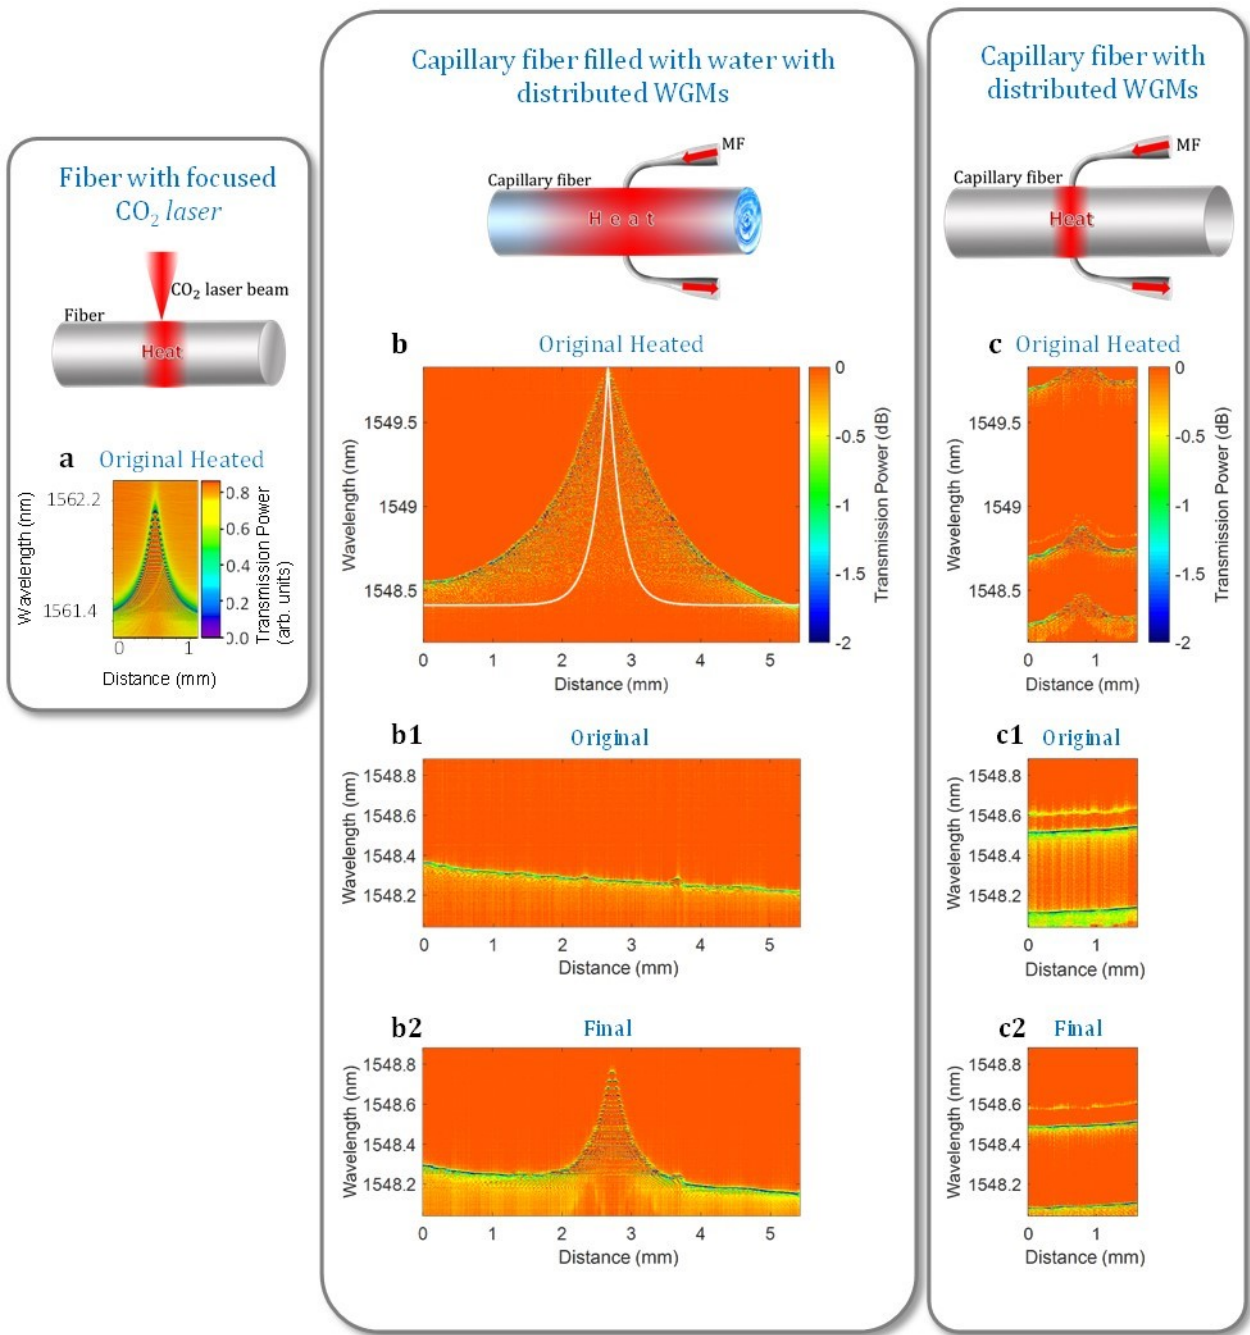 Fiber with focused
CO₂ laser
CO₂ laser beam
Fiber
Heat
a Original Heated
Wavelength (nm)
1562.2
1561.4
0 1
Distance (mm)
0.8
0.6
0.4
0.2
0.0
Transmission Power
(arb. units)
Capillary fiber filled with water with
distributed WGMs
MF
Capillary fiber
Heat
b Original Heated
Wavelength (nm)
1549.5
1549
1548.5
0 1 2 3 4 5
Distance (mm)
0
-0.5
-1
-1.5
-2
Transmission Power (dB)
b1 Original
Wavelength (nm)
1548.8
1548.6
1548.4
1548.2
0 1 2 3 4 5
Distance (mm)
b2 Final
Wavelength (nm)
1548.8
1548.6
1548.4
1548.2
0 1 2 3 4 5
Distance (mm)
Capillary fiber with
distributed WGMs
MF
Capillary fiber
Heat
c Original Heated
Wavelength (nm)
1549.5
1549
1548.5
0 1
Distance (mm)
0
-0.5
-1
-1.5
-2
Transmission Power (dB)
c1 Original
Wavelength (nm)
1548.8
1548.6
1548.4
1548.2
0 1
Distance (mm)
c2 Final
Wavelength (nm)
1548.8
1548.6
1548.4
1548.2
0 1
Distance (mm)